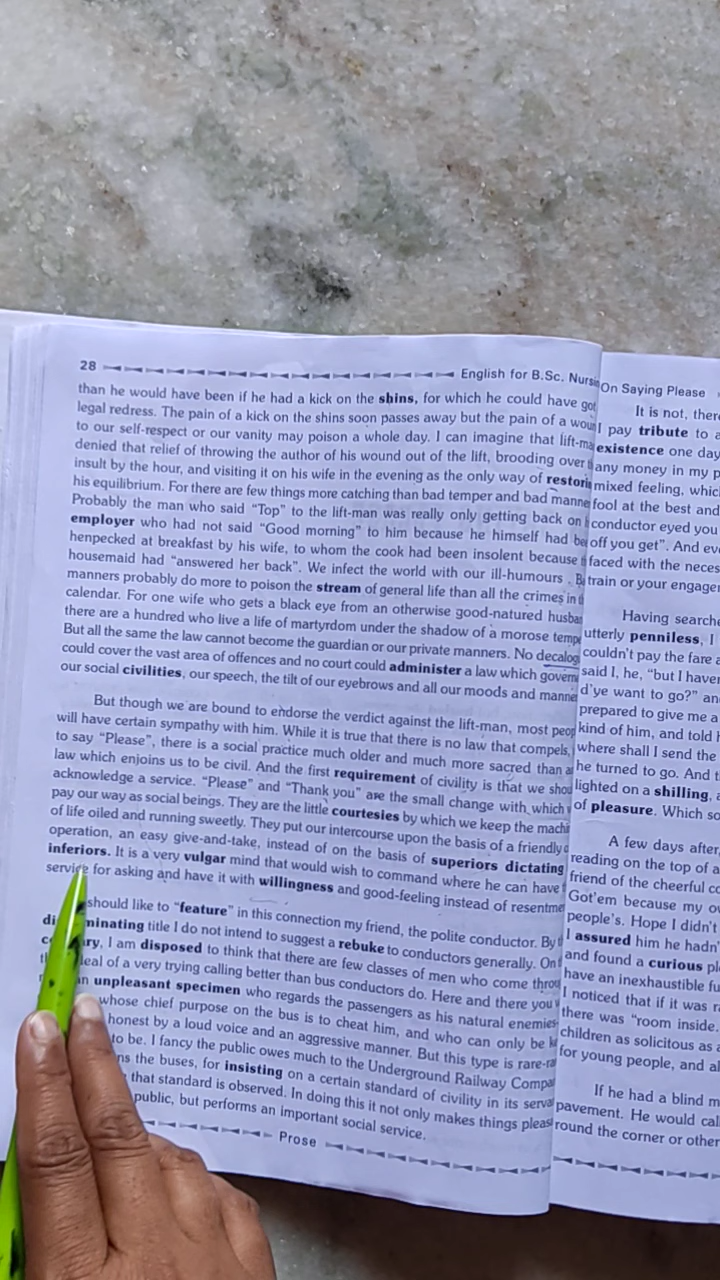 28 English for B.Sc. Nursi
than he would have been if he had a kick on the shins, for which he could have got
legal redress. The pain of a kick on the shins soon passes away but the pain of a wou
to our self-respect or our vanity may poison a whole day. I can imagine that lift-ma
denied that relief of throwing the author of his wound out of the lift, brooding over
insult by the hour, and visiting it on his wife in the evening as the only way of restori
his equilibrium. For there are few things more catching than bad temper and bad manne
Probably the man who said "Top" to the lift-man was really only getting back on
employer who had not said "Good morning" to him because he himself had be
henpecked at breakfast by his wife, to whom the cook had been insolent because
housemaid had "answered her back". We infect the world with our ill-humours . B
manners probably do more to poison the stream of general life than all the crimes in
calendar. For one wife who gets a black eye from an otherwise good-natured husba
there are a hundred who live a life of martyrdom under the shadow of a morose tempe
But all the same the law cannot become the guardian or our private manners. No decalog
could cover the vast area of offences and no court could administer a law which govern
our social civilities, our speech, the tilt of our eyebrows and all our moods and manne
But though we are bound to endorse the verdict against the lift-man, most peop
will have certain sympathy with him. While it is true that there is no law that compels,
to say "Please", there is a social practice much older and much more sacred than a
law which enjoins us to be civil. And the first requirement of civility is that we shou
acknowledge a service. "Please" and "Thank you" are the small change with which
pay our way as social beings. They are the little courtesies by which we keep the machi
of life oiled and running sweetly. They put our intercourse upon the basis of a friendly
operation, an easy give-and-take, instead of on the basis of superiors dictating
inferiors. It is a very vulgar mind that would wish to command where he can have
service for asking and have it with willingness and good-feeling instead of resentme
should like to "feature" in this connection my friend, the polite conductor. By
minating title I do not intend to suggest a rebuke to conductors generally. On
ry, I am disposed to think that there are few classes of men who come throu
eal of a very trying calling better than bus conductors do. Here and there you
n unpleasant specimen who regards the passengers as his natural enemies-
whose chief purpose on the bus is to cheat him, and who can only be k
honest by a loud voice and an aggressive manner. But this type is rare-ra
to be. I fancy the public owes much to the Underground Railway Compa
ns the buses, for insisting on a certain standard of civility in its serva
that standard is observed. In doing this it not only makes things pleas
public, but performs an important social service.
Prose
On Saying Please
It is not, ther
I pay tribute to a
existence one day
any money in my p
mixed feeling, whic
fool at the best and
conductor eyed you
off you get". And ev
faced with the neces
train or your engage
Having searche
utterly penniless, I
couldn't pay the fare a
said I, he, "but I haven
d'ye want to go?" an
prepared to give me a
kind of him, and told h
where shall I send the
he turned to go. And t
lighted on a shilling,
of pleasure. Which so
A few days after,
reading on the top of a
friend of the cheerful co
Got'em because my o
people's. Hope I didn't
I assured him he hadn'
and found a curious pl
have an inexhaustible fu
I noticed that if it was r
there was "room inside.
children as solicitous as a
for young people, and al
If he had a blind m
pavement. He would cal
round the corner or other